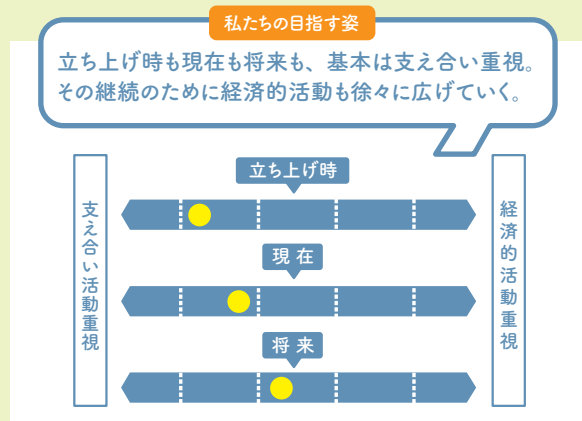 私たちの目指す姿
立ち上げ時も現在も将来も、基本は支え合い重視。
その継続のために経済的活動も徐々に広げていく。
立ち上げ時
支え合い活動重視
経済的活動重視
現在
将来